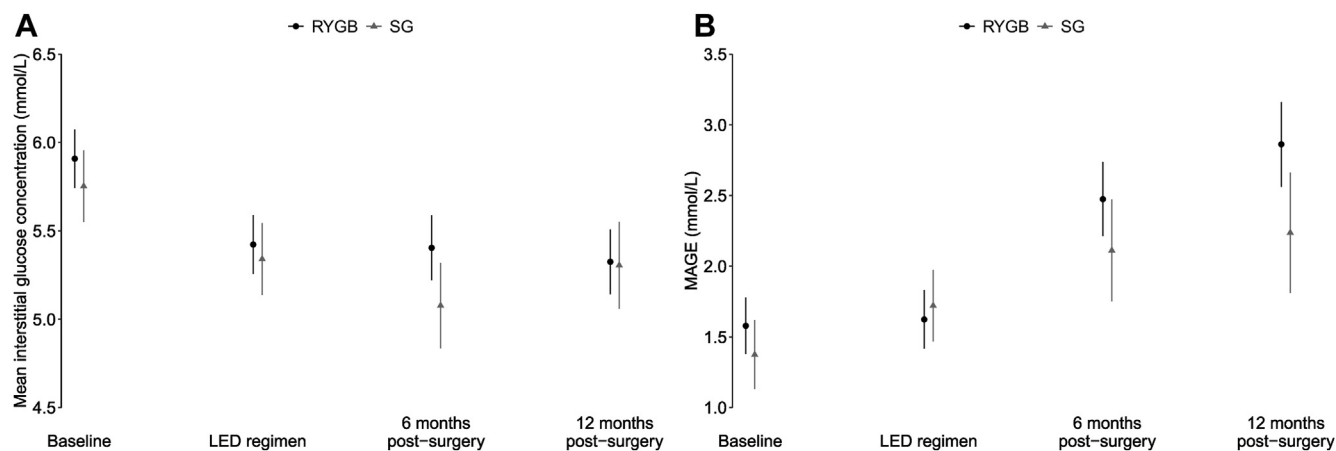 A
RYGB SG
Mean interstitial glucose concentration (mmol/L)
6.5
6.0
5.5
5.0
4.5
Baseline
LED regimen
6 months
post−surgery
12 months
post−surgery
B
RYGB SG
MAGE (mmol/L)
3.5
3.0
2.5
2.0
1.5
1.0
Baseline
LED regimen
6 months
post−surgery
12 months
post−surgery